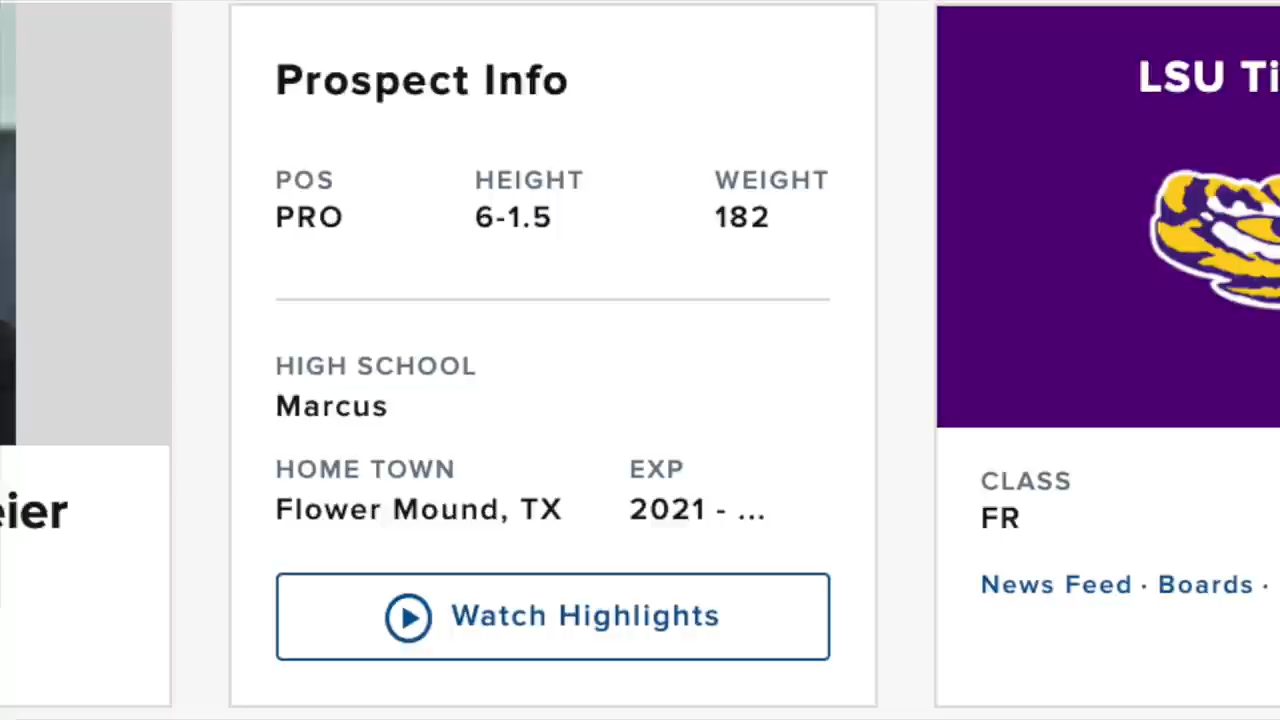 eier
Prospect Info
POS HEIGHT WEIGHT
PRO 6-1.5 182
HIGH SCHOOL
Marcus
HOME TOWN EXP
Flower Mound, TX 2021 - ...
Watch Highlights
LSU Ti
CLASS
FR
News Feed · Boards ·